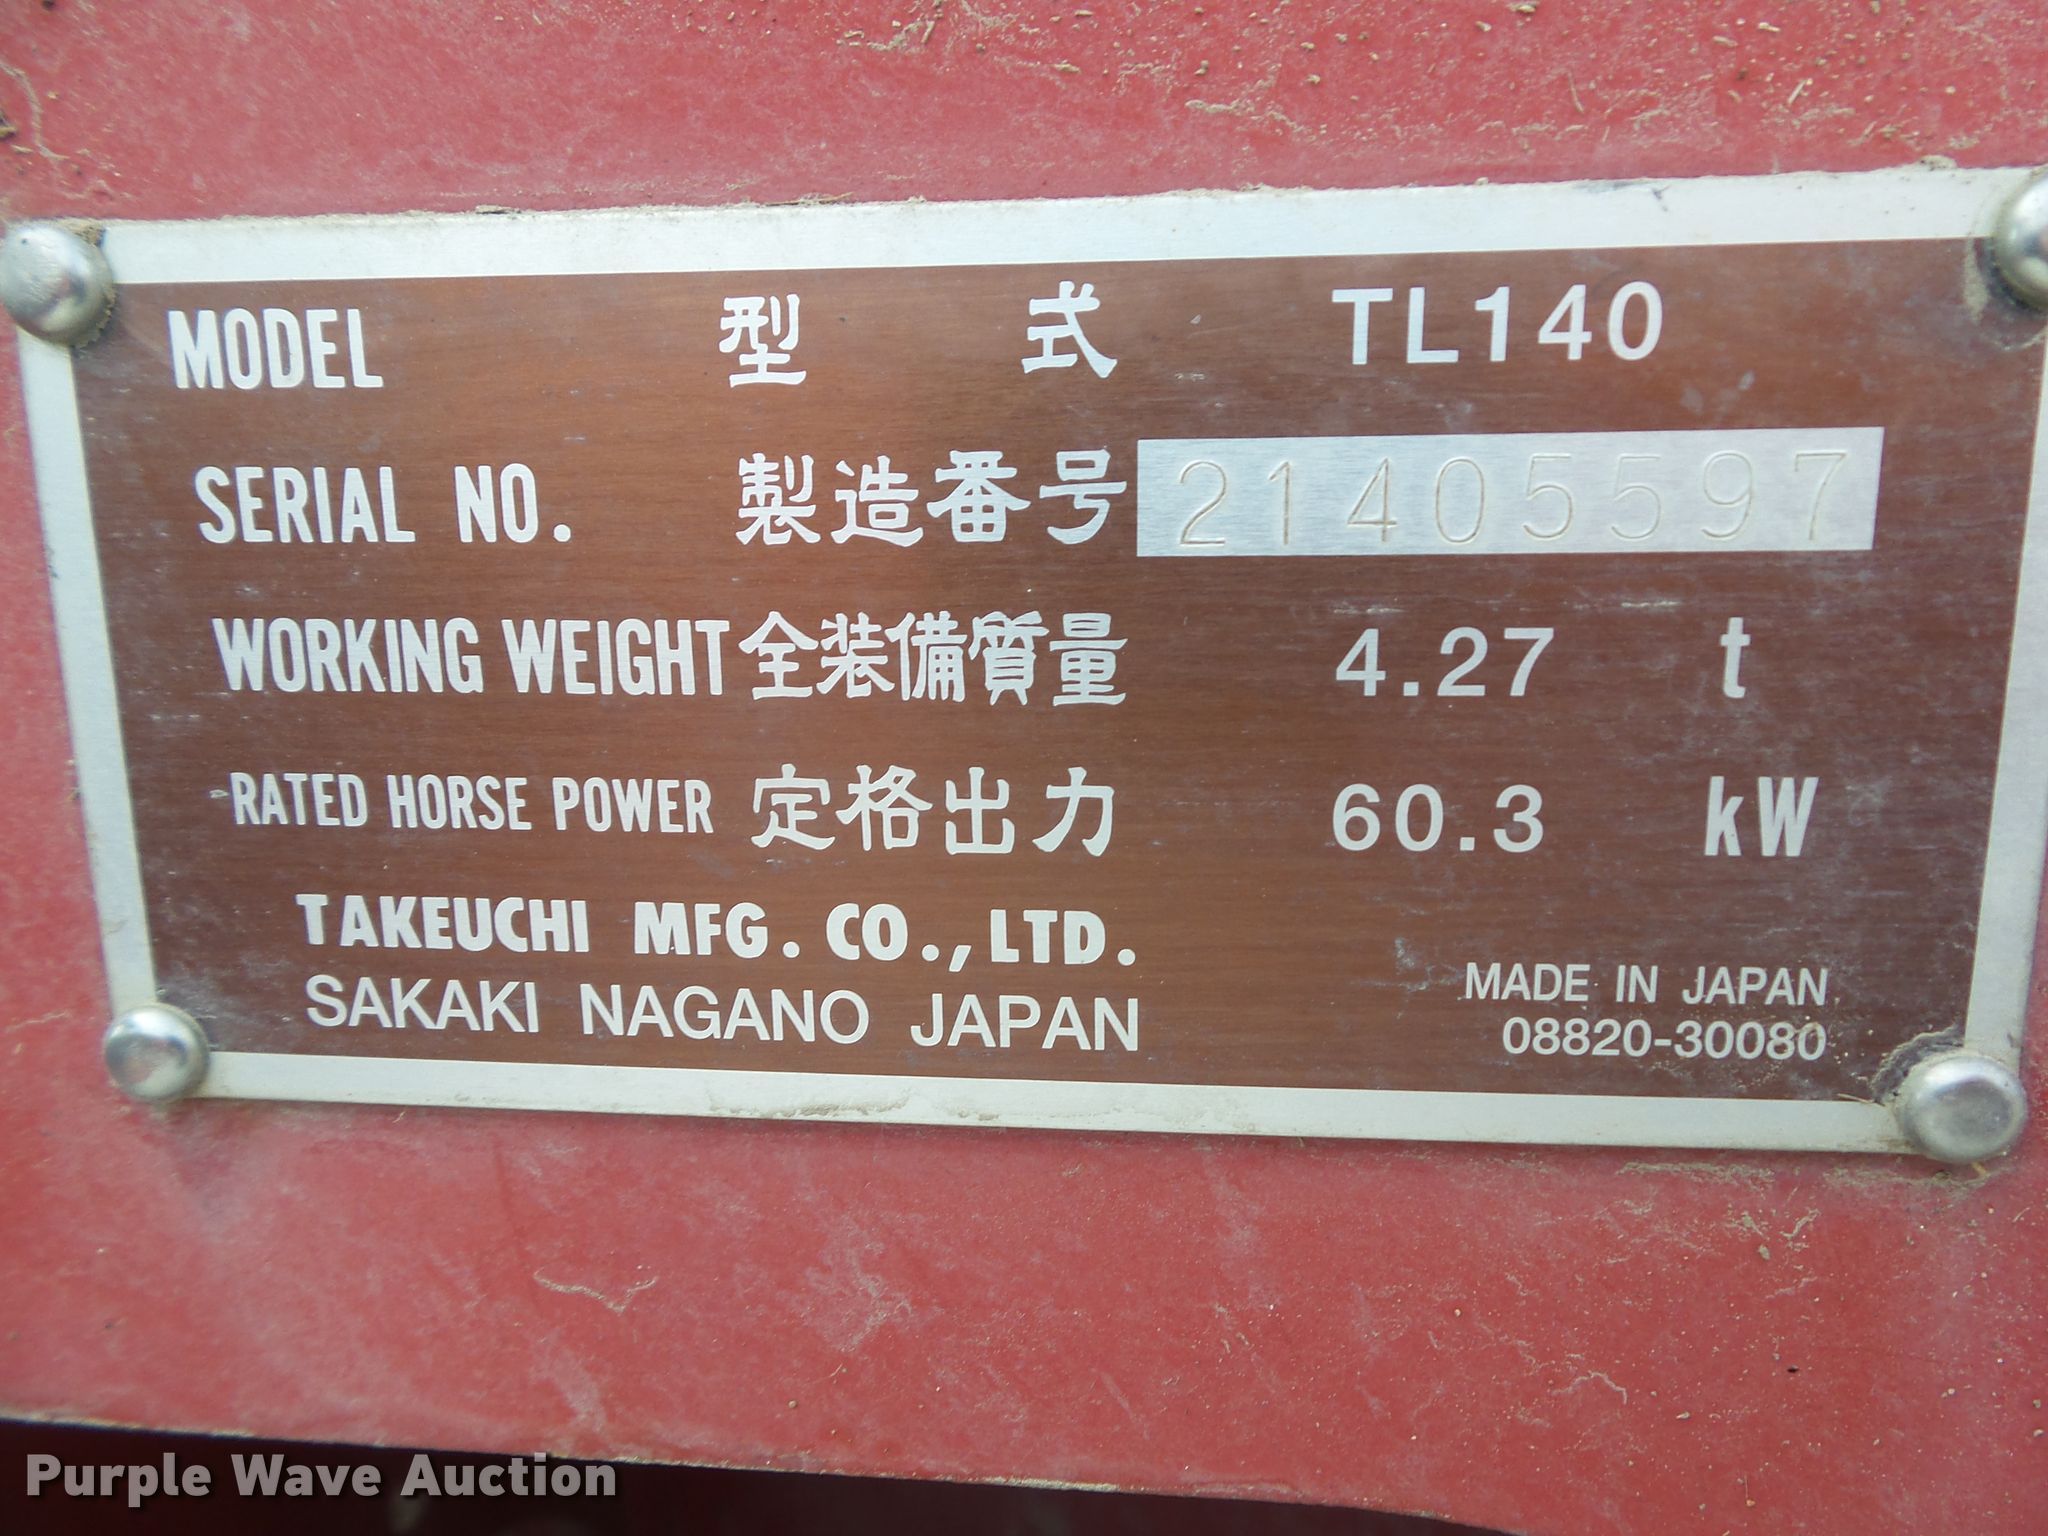 MODEL 型 式 TL140
SERIAL NO. 製造番号 21405597
WORKING WEIGHT 全装備質量 4.27 t
RATED HORSE POWER 定格出力 60.3 kW
TAKEUCHI MFG. CO., LTD.
SAKAKI NAGANO JAPAN
MADE IN JAPAN
08820-30080
Purple Wave Auction